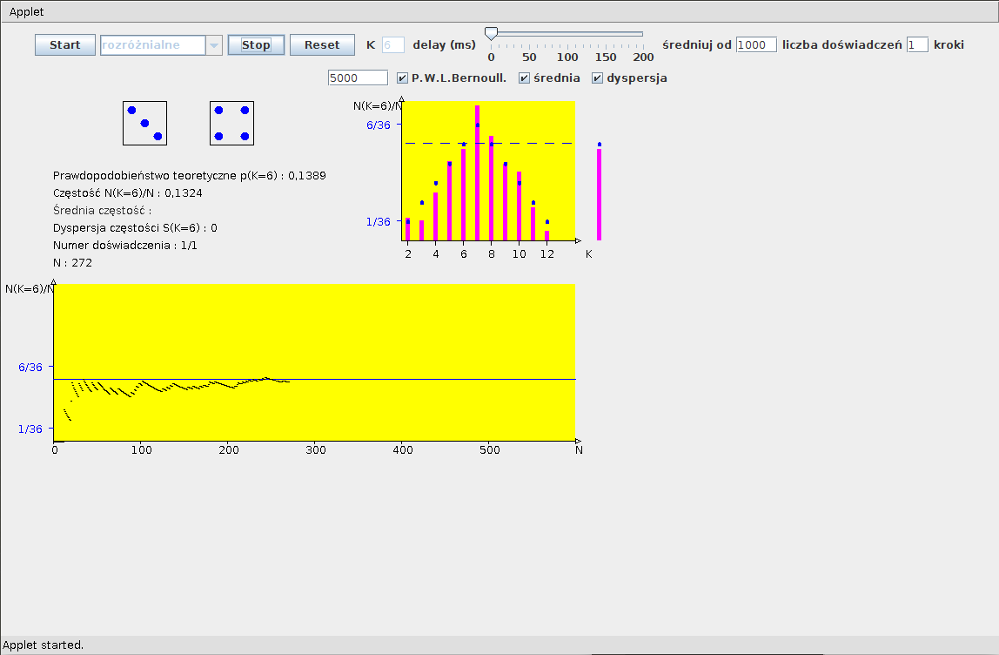 Applet
Start rozróżnialne Stop Reset K 6 delay (ms) 0 50 100 150 200 średniuj od 1000 liczba doświadczeń 1 kroki
5000 P.W.L.Bernoull. średnia dyspersja
N(K=6)/N
6/36
1/36
2 4 6 8 10 12 K
Prawdopodobieństwo teoretyczne p(K=6) : 0,1389
Częstość N(K=6)/N : 0,1324
Średnia częstość :
Dyspersja częstości S(K=6) : 0
Numer doświadczenia : 1/1
N : 272
N(K=6)/N
6/36
1/36
0 100 200 300 400 500 N
Applet started.